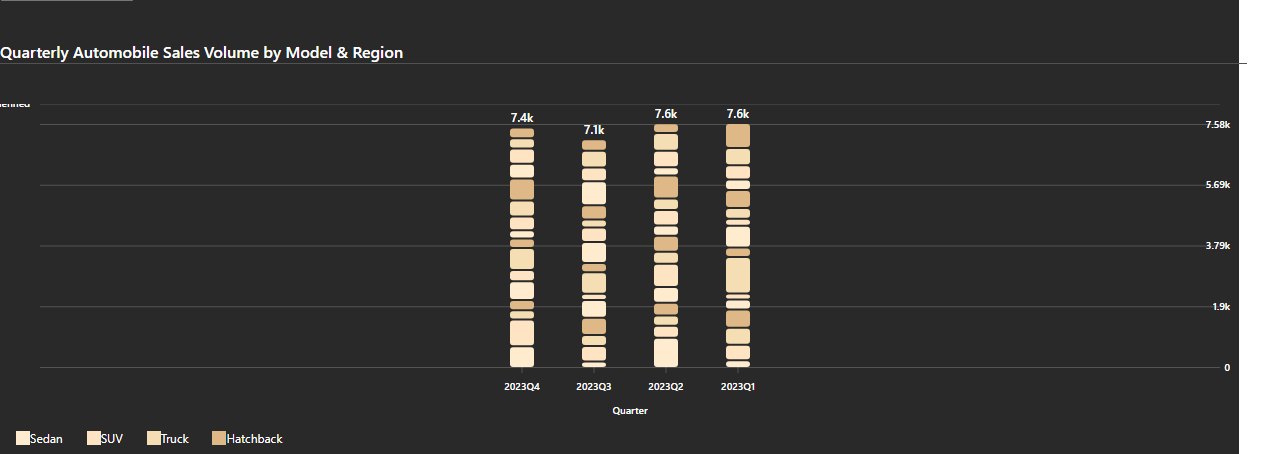 Quarterly Automobile Sales Volume by Model & Region
7.4k
7.1k
7.6k
7.6k
7.58k
5.69k
3.79k
1.9k
0
2023Q4
2023Q3
2023Q2
2023Q1
Quarter
Sedan
SUV
Truck
Hatchback